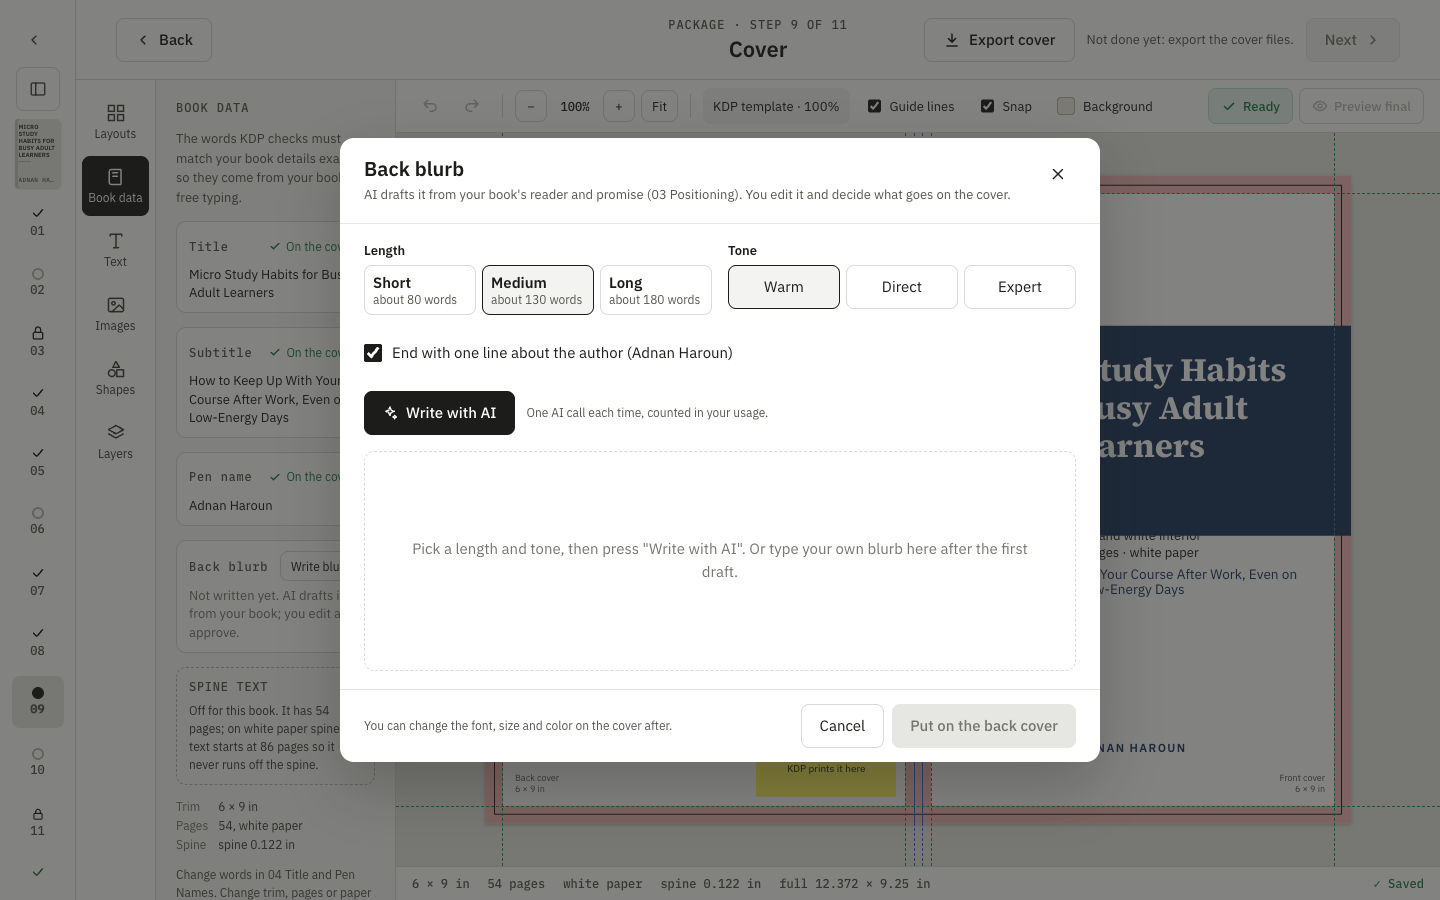 PACKAGE · STEP 9 OF 11
Cover
Back
Export cover
Not done yet: export the cover files.
Next
MICRO
STUDY
HABITS FOR
BUSY ADULT
LEARNERS
ADNAN HA…
01
02
03
04
05
06
07
08
09
10
11
Layouts
Book data
Text
Images
Shapes
Layers
BOOK DATA
The words KDP checks must
match your book details
so they come from your book
free typing.
Title
On the
Micro Study Habits for
Adult Learners
Subtitle
On the
How to Keep Up With Your
Course After Work, Even
Low-Energy Days
Pen name
On the
Adnan Haroun
Back blurb
Write
Not written yet. AI drafts
from your book; you edit
approve.
SPINE TEXT
Off for this book. It has 54
pages; on white paper spine
text starts at 86 pages so it
never runs off the spine.
Trim 6 × 9 in
Pages 54, white paper
Spine spine 0.122 in
Change words in 04 Title and Pen
Names. Change trim, pages or paper
100%
Fit
KDP template · 100%
Guide lines
Snap
Background
Ready
Preview final
Back blurb
AI drafts it from your book's reader and promise (03 Positioning). You edit it and decide what goes on the cover.
Length
Short
about 80 words
Medium
about 130 words
Long
about 180 words
Tone
Warm
Direct
Expert
End with one line about the author (Adnan Haroun)
Write with AI
One AI call each time, counted in your usage.
Pick a length and tone, then press "Write with AI". Or type your own blurb here after the first
draft.
You can change the font, size and color on the cover after.
Cancel
Put on the back cover
Habits
Adult
interior
· white paper
Your Course After Work, Even on
Days
HAROUN
KDP prints it here
Back cover
6 × 9 in
Front cover
6 × 9 in
6 × 9 in 54 pages white paper spine 0.122 in full 12.372 × 9.25 in
✓ Saved